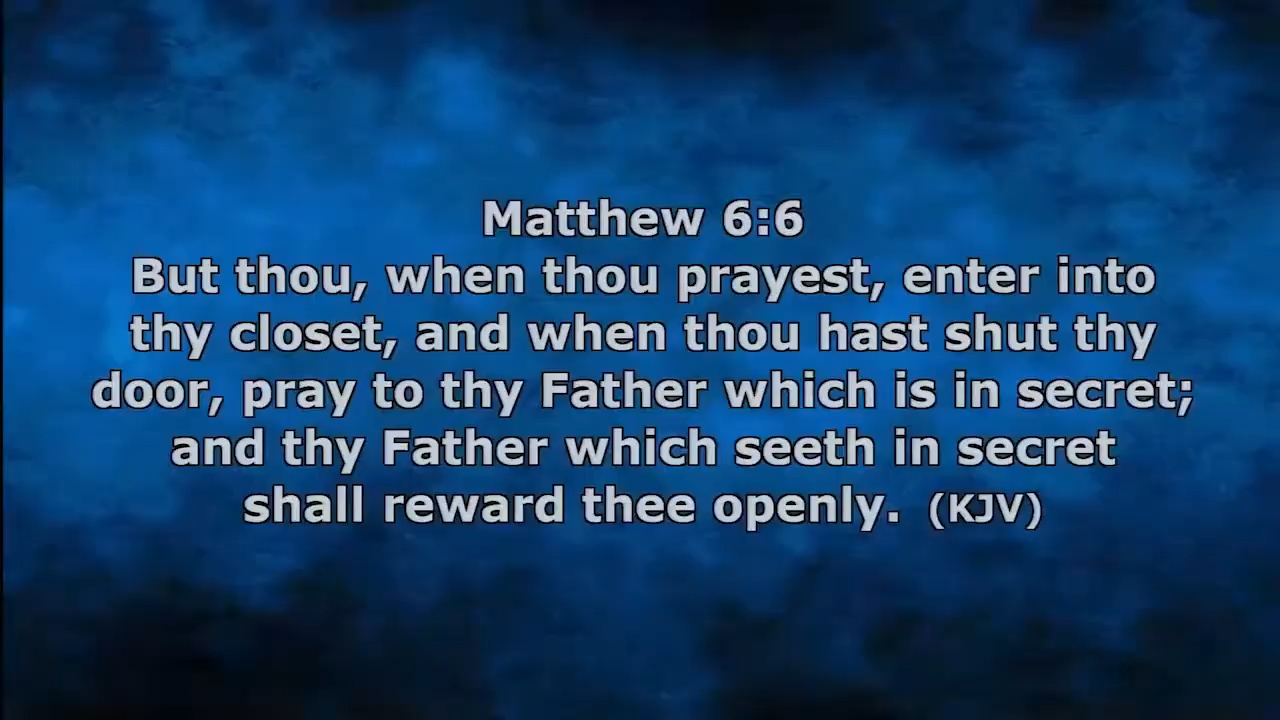 Matthew 6:6
But thou, when thou prayest, enter into
thy closet, and when thou hast shut thy
door, pray to thy Father which is in secret;
and thy Father which seeth in secret
shall reward thee openly. (KJV)